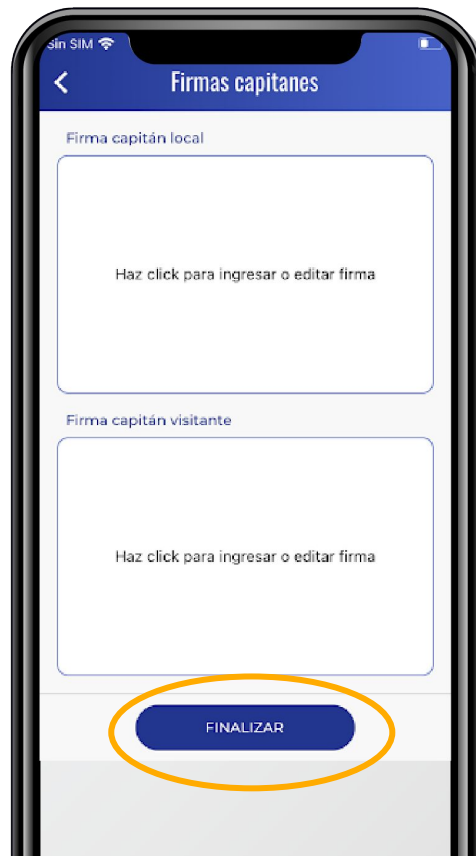 Sin SIM
Firmas capitanes
Firma capitán local
Haz click para ingresar o editar firma
Firma capitán visitante
Haz click para ingresar o editar firma
FINALIZAR